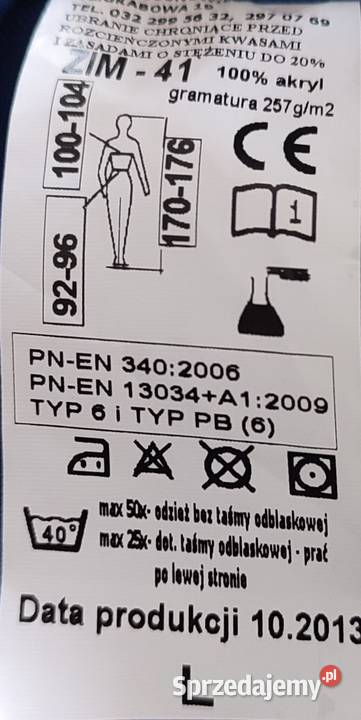 TEL. 032 299 56 32, 297 07 69
UBRANIE CHRONIĄCE PRZED
ROZCIEŃCZONYMI KWASAMI
I ZASADAMI O STĘŻENIU DO 20%
ZIM - 41 100% akryl
gramatura 257g/m2
100-104
170-176
92-96
CE
1
PN-EN 340:2006
PN-EN 13034+A1:2009
TYP 6 i TYP PB (6)
40°
max 50x- odzież bez taśmy odblaskowej
max 25x- dot. taśmy odblaskowej - prać
po lewej stronie
Data produkcji 10.2013
L
Sprzedajemy.pl